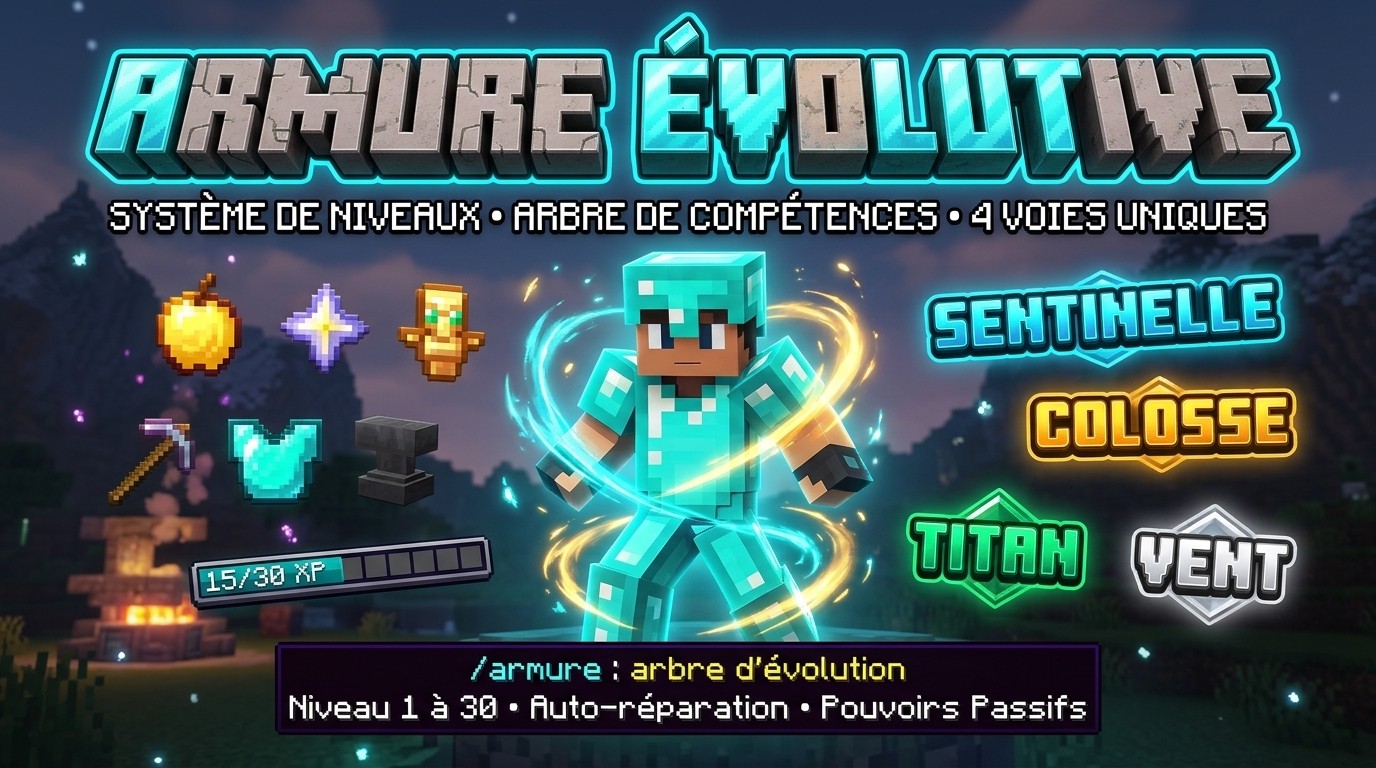 ARMURE ÉVOLUTIVE
SYSTÈME DE NIVEAUX • ARBRE DE COMPÉTENCES • 4 VOIES UNIQUES
SENTINELLE
COLOSSE
TITAN
VENT
15/30 XP
/armure : arbre d'évolution
Niveau 1 à 30 • Auto-réparation • Pouvoirs Passifs